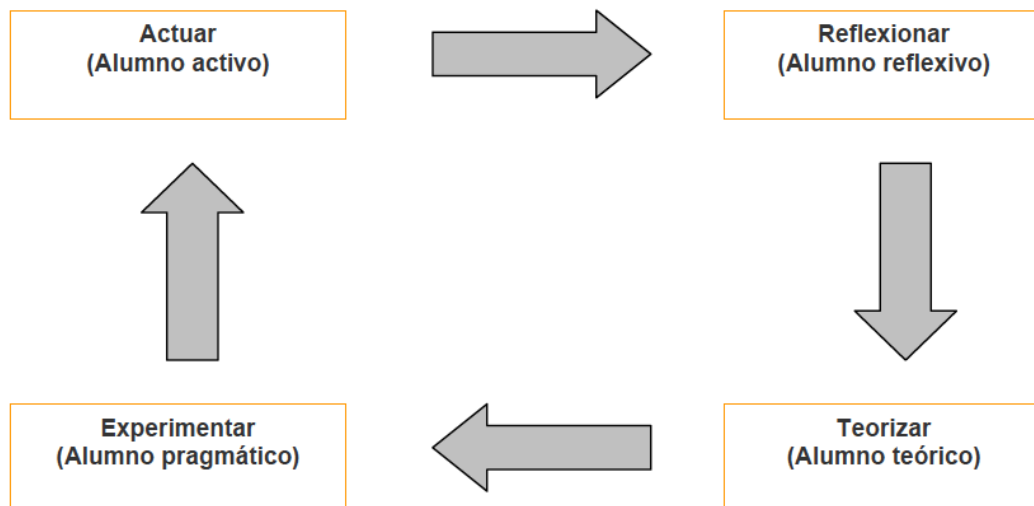 Actuar
(Alumno activo)
Reflexionar
(Alumno reflexivo)
Experimentar
(Alumno pragmático)
Teorizar
(Alumno teórico)